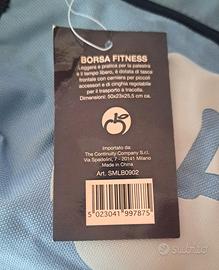 BORSA FITNESS
Leggera e pratica per la palestra
e il tempo libero, è dotata di tasca
frontale con cerniera per piccoli
accessori e di cinghia regolabile
per il trasporto a tracolla.
Dimensioni: 50x23x25,5 cm ca.
Importato da:
The Continuity Company S.r.l.
Via Spadolini, 7 - 20141 Milano
Made in China
Art. SMLB0902
5 023041 997875
subito